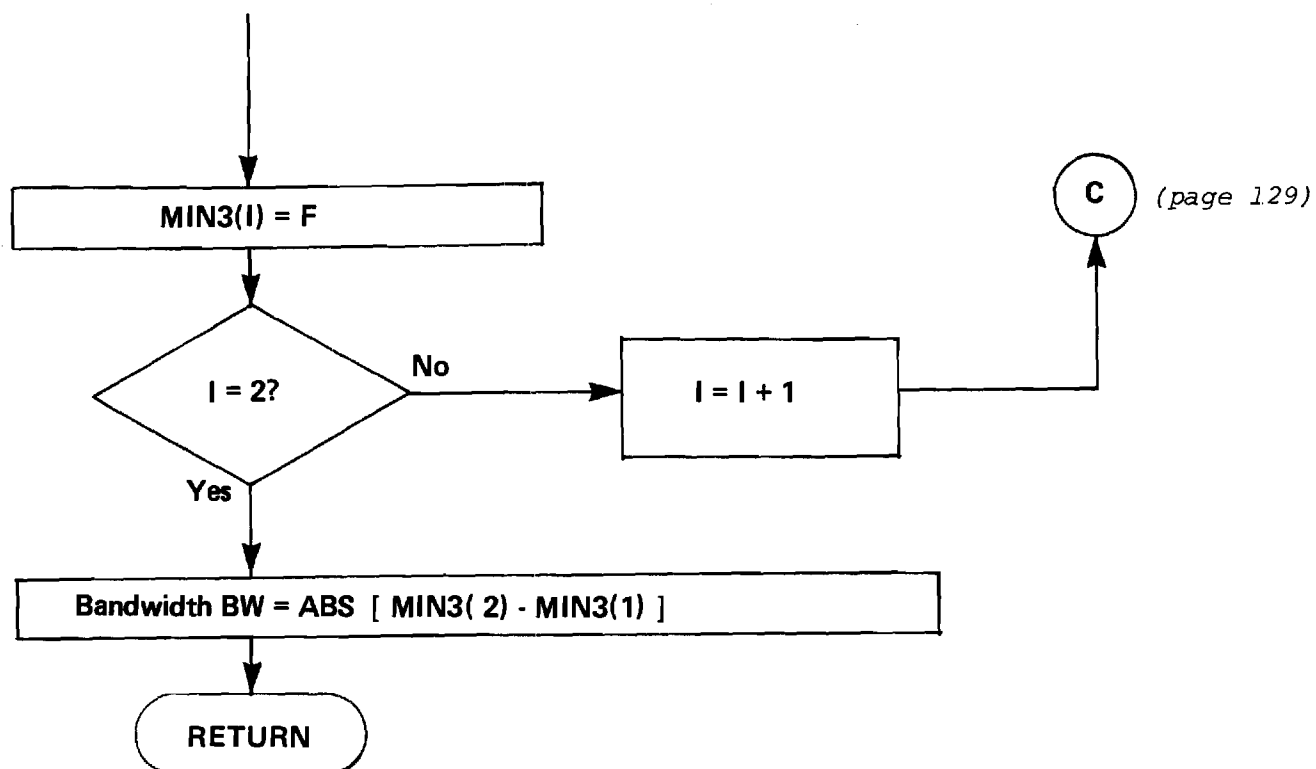 C (page 129)
MIN3(I) = F
I = 2?
No
I = I + 1
Yes
Bandwidth BW = ABS [ MIN3( 2) - MIN3(1) ]
RETURN